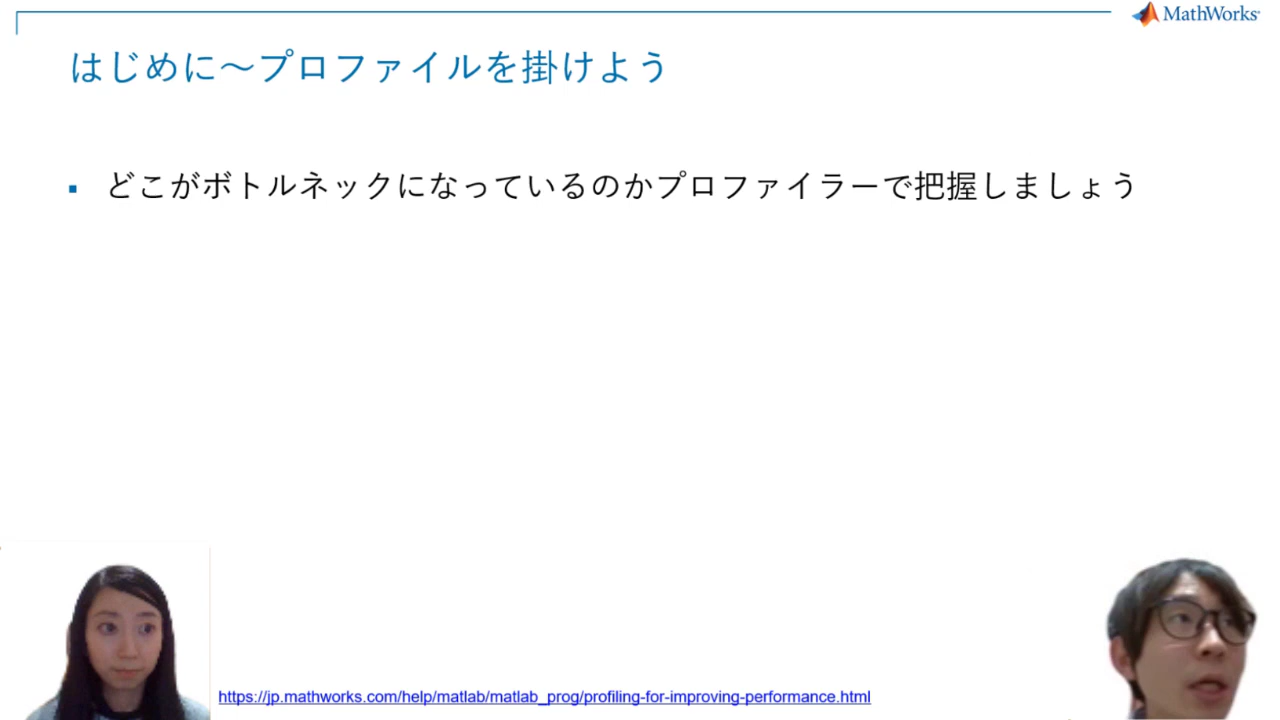 MathWorks
はじめに～プロファイルを掛けよう
どこがボトルネックになっているのかプロファイラーで把握しましょう
https://jp.mathworks.com/help/matlab/matlab_prog/profiling-for-improving-performance.html